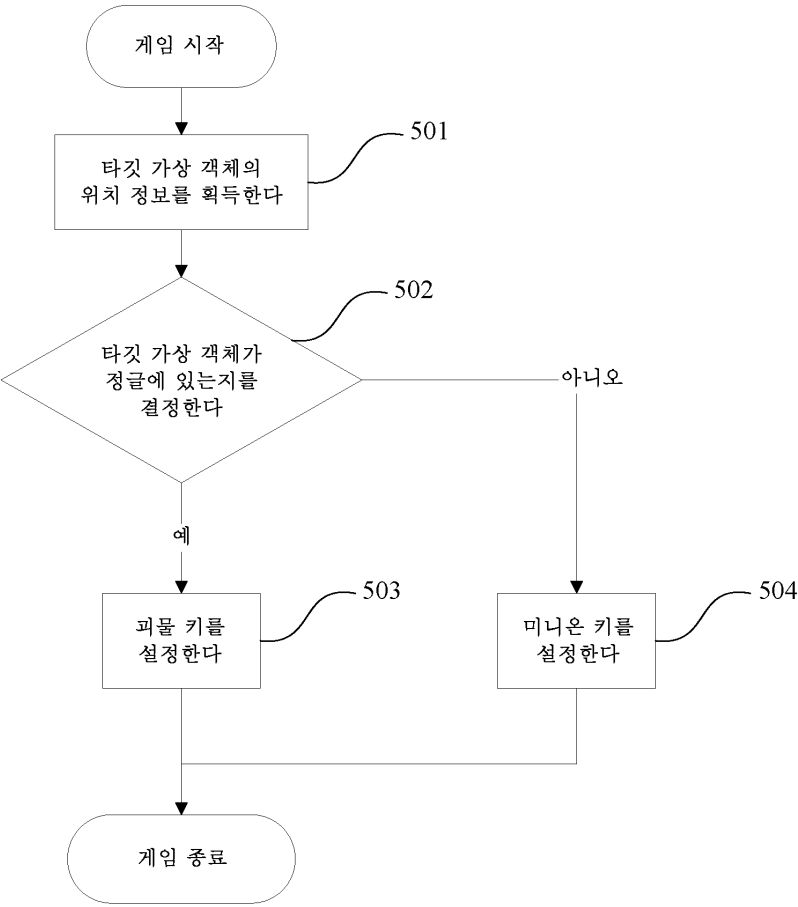 게임 시작
501
타깃 가상 객체의
위치 정보를 획득한다
502
타깃 가상 객체가
정글에 있는지를
결정한다
아니오
예
503
괴물 키를
설정한다
504
미니온 키를
설정한다
게임 종료